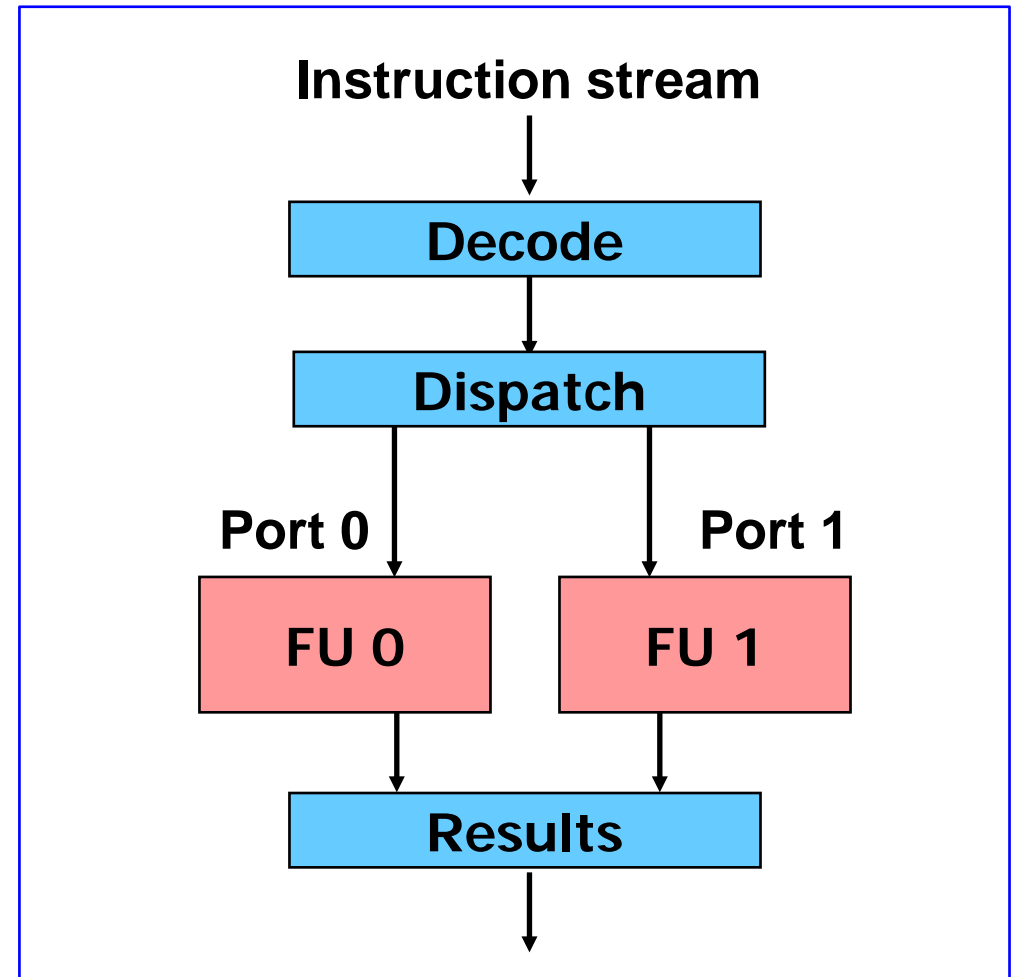 Instruction stream
Decode
Dispatch
Port 0 Port 1
FU 0 FU 1
Results